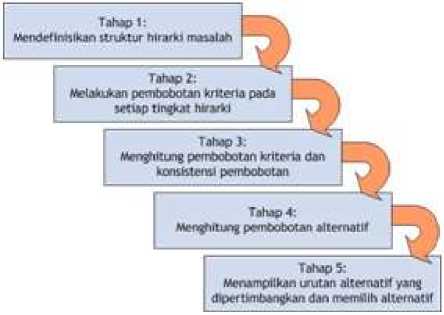 Tahap 1:
Mendefinisikan struktur hirarki masalah
Tahap 2:
Melakukan pembobotan kriteria pada
setiap tingkat hirarki
Tahap 3:
Menghitung pembobotan kriteria dan
konsistensi pembobotan
Tahap 4:
Menghitung pembobotan alternatif
Tahap 5:
Menampilkan urutan alternatif yang
dipertimbangkan dan memilih alternatif